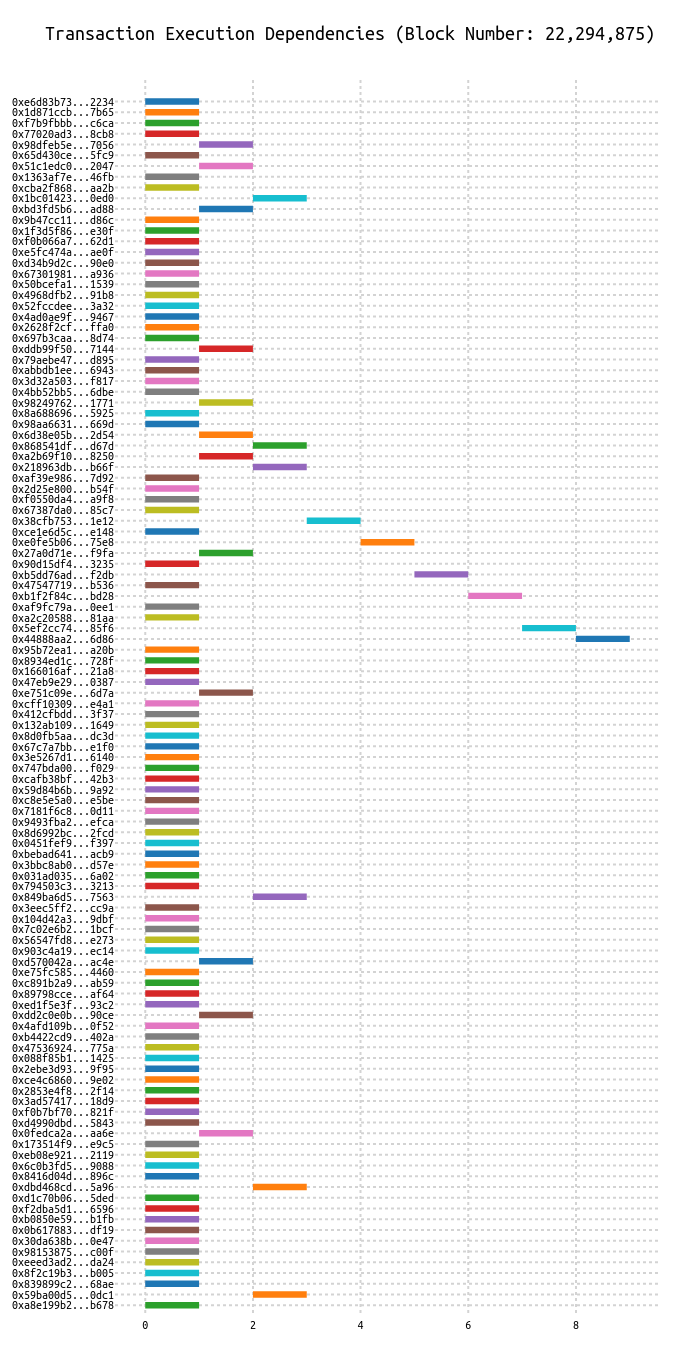 Transaction Execution Dependencies (Block Number: 22,294,875)
0xe6d83b73...2234
0x1d871ccb...7b65
0xf7b9fbbb...c6ca
0x77020ad3...8cb8
0x98dfeb5e...7056
0x65d430ce...5fc9
0x51c1edc0...2047
0x1363af7e...46fb
0xcba2f868...aa2b
0x1bc01423...0ed0
0xbd3fd5b6...ad88
0x9b47cc11...d86c
0x1f3d5f86...e30f
0xf0b066a7...62d1
0xe5fc474a...ae0f
0xd34b9d2c...90e0
0x67301981...a936
0x50bcefa1...1539
0x4968dfb2...91b8
0x52fccdee...3a32
0x4ad0ae9f...9467
0x2628f2cf...ffa0
0x697b3caa...8d74
0xddb99f50...7144
0x79aebe47...d895
0xabbdb1ee...6943
0x3d32a503...f817
0x4bb52bb5...6dbe
0x98249762...1771
0x8a688696...5925
0x98aa6631...669d
0x6d38e05b...2d54
0x868541df...d67d
0xa2b69f10...8250
0x218963db...b66f
0xaf39e986...7d92
0x2d25e800...b54f
0xf0550da4...a9f8
0x67387da0...85c7
0x38cfb753...1e12
0xce1e6d5c...e148
0xe0fe5b06...75e8
0x27a0d71e...f9fa
0x90d15df4...3235
0xb5dd76ad...f2db
0x47547719...b536
0xb1f2f84c...bd28
0xaf9fc79a...0ee1
0xa2c20588...81aa
0x5ef2cc74...85f6
0x44888aa2...6d86
0x95b72ea1...a20b
0x8934ed1c...728f
0x166016af...21a8
0x47eb9e29...0387
0xe751c09e...6d7a
0xcff10309...e4a1
0x412cfbdd...3f37
0x132ab109...1649
0x8d0fb5aa...dc3d
0x67c7a7bb...e1f0
0x3e5267d1...6140
0x747bda00...f029
0xcafb38bf...42b3
0x59d84b6b...9a92
0xc8e5e5a0...e5be
0x7181f6c8...0d11
0x9493fba2...efca
0x8d6992bc...2fcd
0x0451fef9...f397
0xbebad641...acb9
0x3bbc8ab0...d57e
0x031ad035...6a02
0x794503c3...3213
0x849ba6d5...7563
0x3eec5ff2...cc9a
0x104d42a3...9dbf
0x7c02e6b2...1bcf
0x56547fd8...e273
0x903c4a19...ec14
0xd570042a...ac4e
0xe75fc585...4460
0xc891b2a9...ab59
0x89798cce...af64
0xed1f5e3f...93c2
0xdd2c0e0b...90ce
0x4afd109b...0f52
0xb4422cd9...402a
0x47536924...775a
0x088f85b1...1425
0x2ebe3d93...9f95
0xce4c6860...9e02
0x2853e4f8...2f14
0x3ad57417...18d9
0xf0b7bf70...821f
0xd4990dbd...5843
0x0fedca2a...aa6e
0x173514f9...e9c5
0xeb08e921...2119
0x6c0b3fd5...9088
0x8416d04d...896c
0xdbd468cd...5a96
0xd1c70b06...5ded
0xf2dba5d1...6596
0xb0850e59...b1fb
0x0b617883...df19
0x30da638b...0e47
0x98153875...c00f
0xeeed3ad2...da24
0x8f2c19b3...b005
0x839899c2...68ae
0x59ba00d5...0dc1
0xa8e199b2...b678
0 2 4 6 8